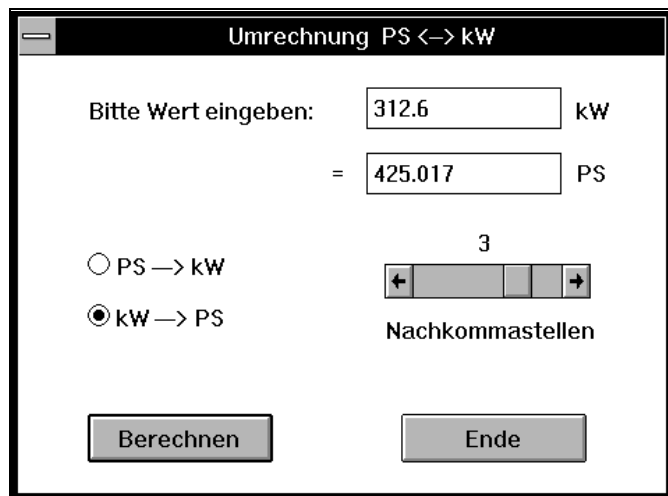 Umrechnung PS <–> kW
Bitte Wert eingeben: 312.6 kW
= 425.017 PS
3
PS —> kW
kW —> PS
Nachkommastellen
Berechnen Ende